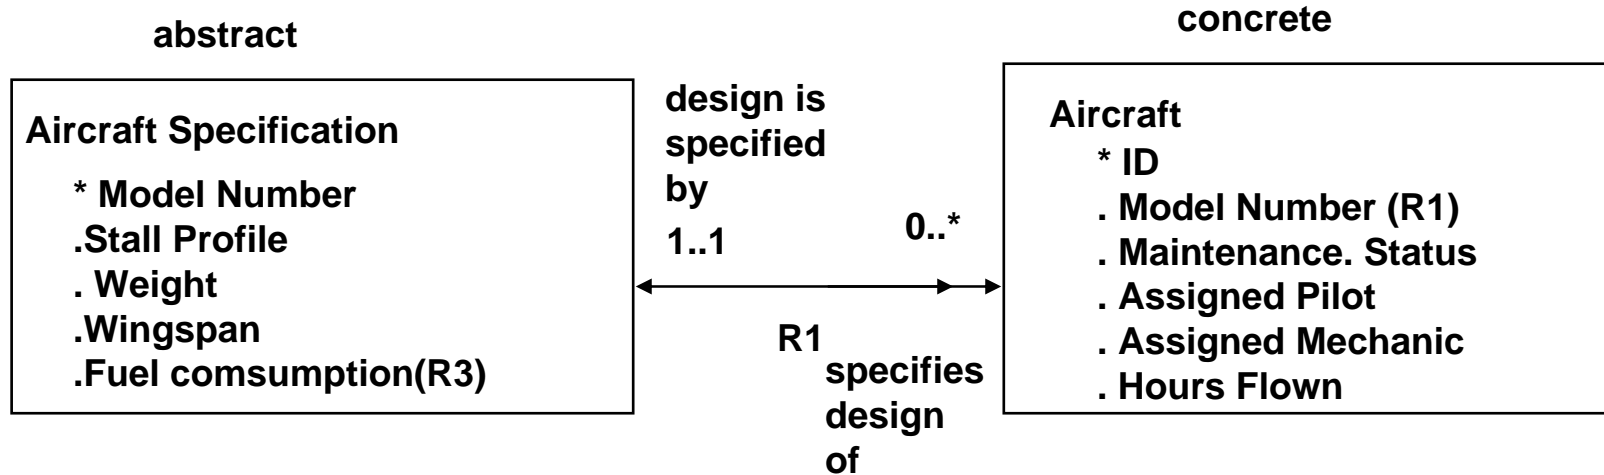 abstract
Aircraft Specification
* Model Number
.Stall Profile
. Weight
.Wingspan
.Fuel comsumption(R3)
design is
specified
by
1..1
0..*
R1
specifies
design
of
concrete
Aircraft
* ID
. Model Number (R1)
. Maintenance. Status
. Assigned Pilot
. Assigned Mechanic
. Hours Flown